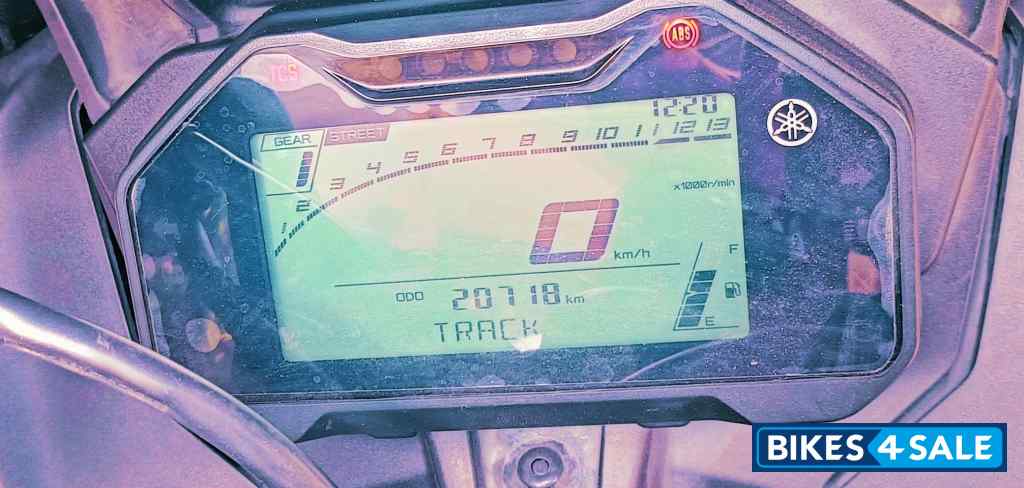 TCS
ABS
GEAR STREET
12:20
1 2 3 4 5 6 7 8 9 10 11 12 13
x1000r/min
1
0 km/h
F
ODO 20718 km
E
TRACK
BIKES4SALE